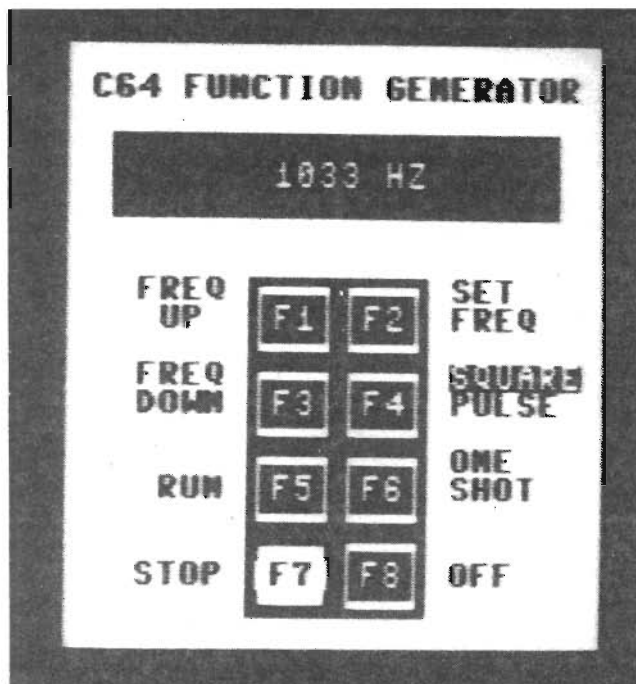 C64 FUNCTION GENERATOR
1033 HZ
FREQ
UP
F1
F2
SET
FREQ
FREQ
DOWN
F3
F4
SQUARE
PULSE
RUN
F5
F6
ONE
SHOT
STOP
F7
F8
OFF